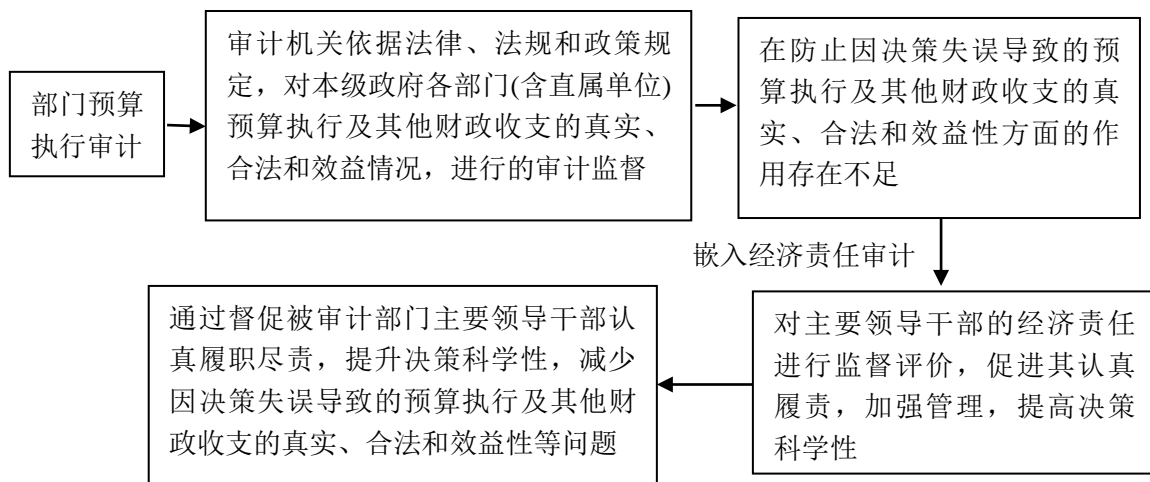 部门预算
执行审计
审计机关依据法律、法规和政策规
定，对本级政府各部门(含直属单位)
预算执行及其他财政收支的真实、
合法和效益情况，进行的审计监督
在防止因决策失误导致的预
算执行及其他财政收支的真
实、合法和效益性方面的作
用存在不足
嵌入经济责任审计
对主要领导干部的经济责任
进行监督评价，促进其认真
履责，加强管理，提高决策
科学性
通过督促被审计部门主要领导干部认
真履职尽责，提升决策科学性，减少
因决策失误导致的预算执行及其他财
政收支的真实、合法和效益性等问题